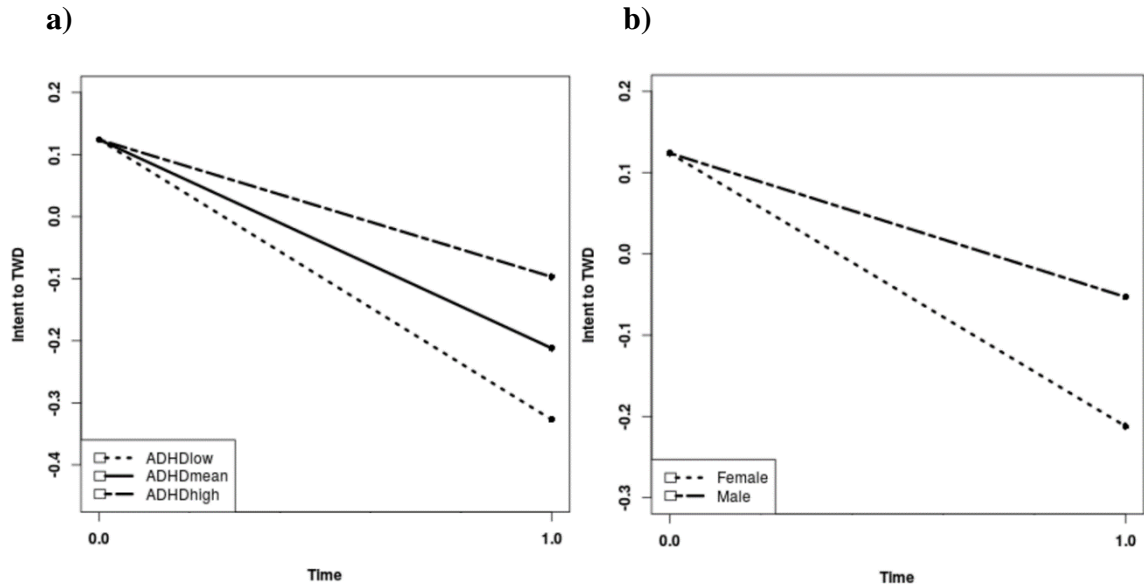 a)
0.2
0.1
0.0
-0.1
-0.2
-0.3
-0.4
Intent to TWD
ADHDlow
ADHDmean
ADHDhigh
0.0
1.0
Time
b)
0.2
0.1
0.0
-0.1
-0.2
-0.3
Intent to TWD
Female
Male
0.0
1.0
Time